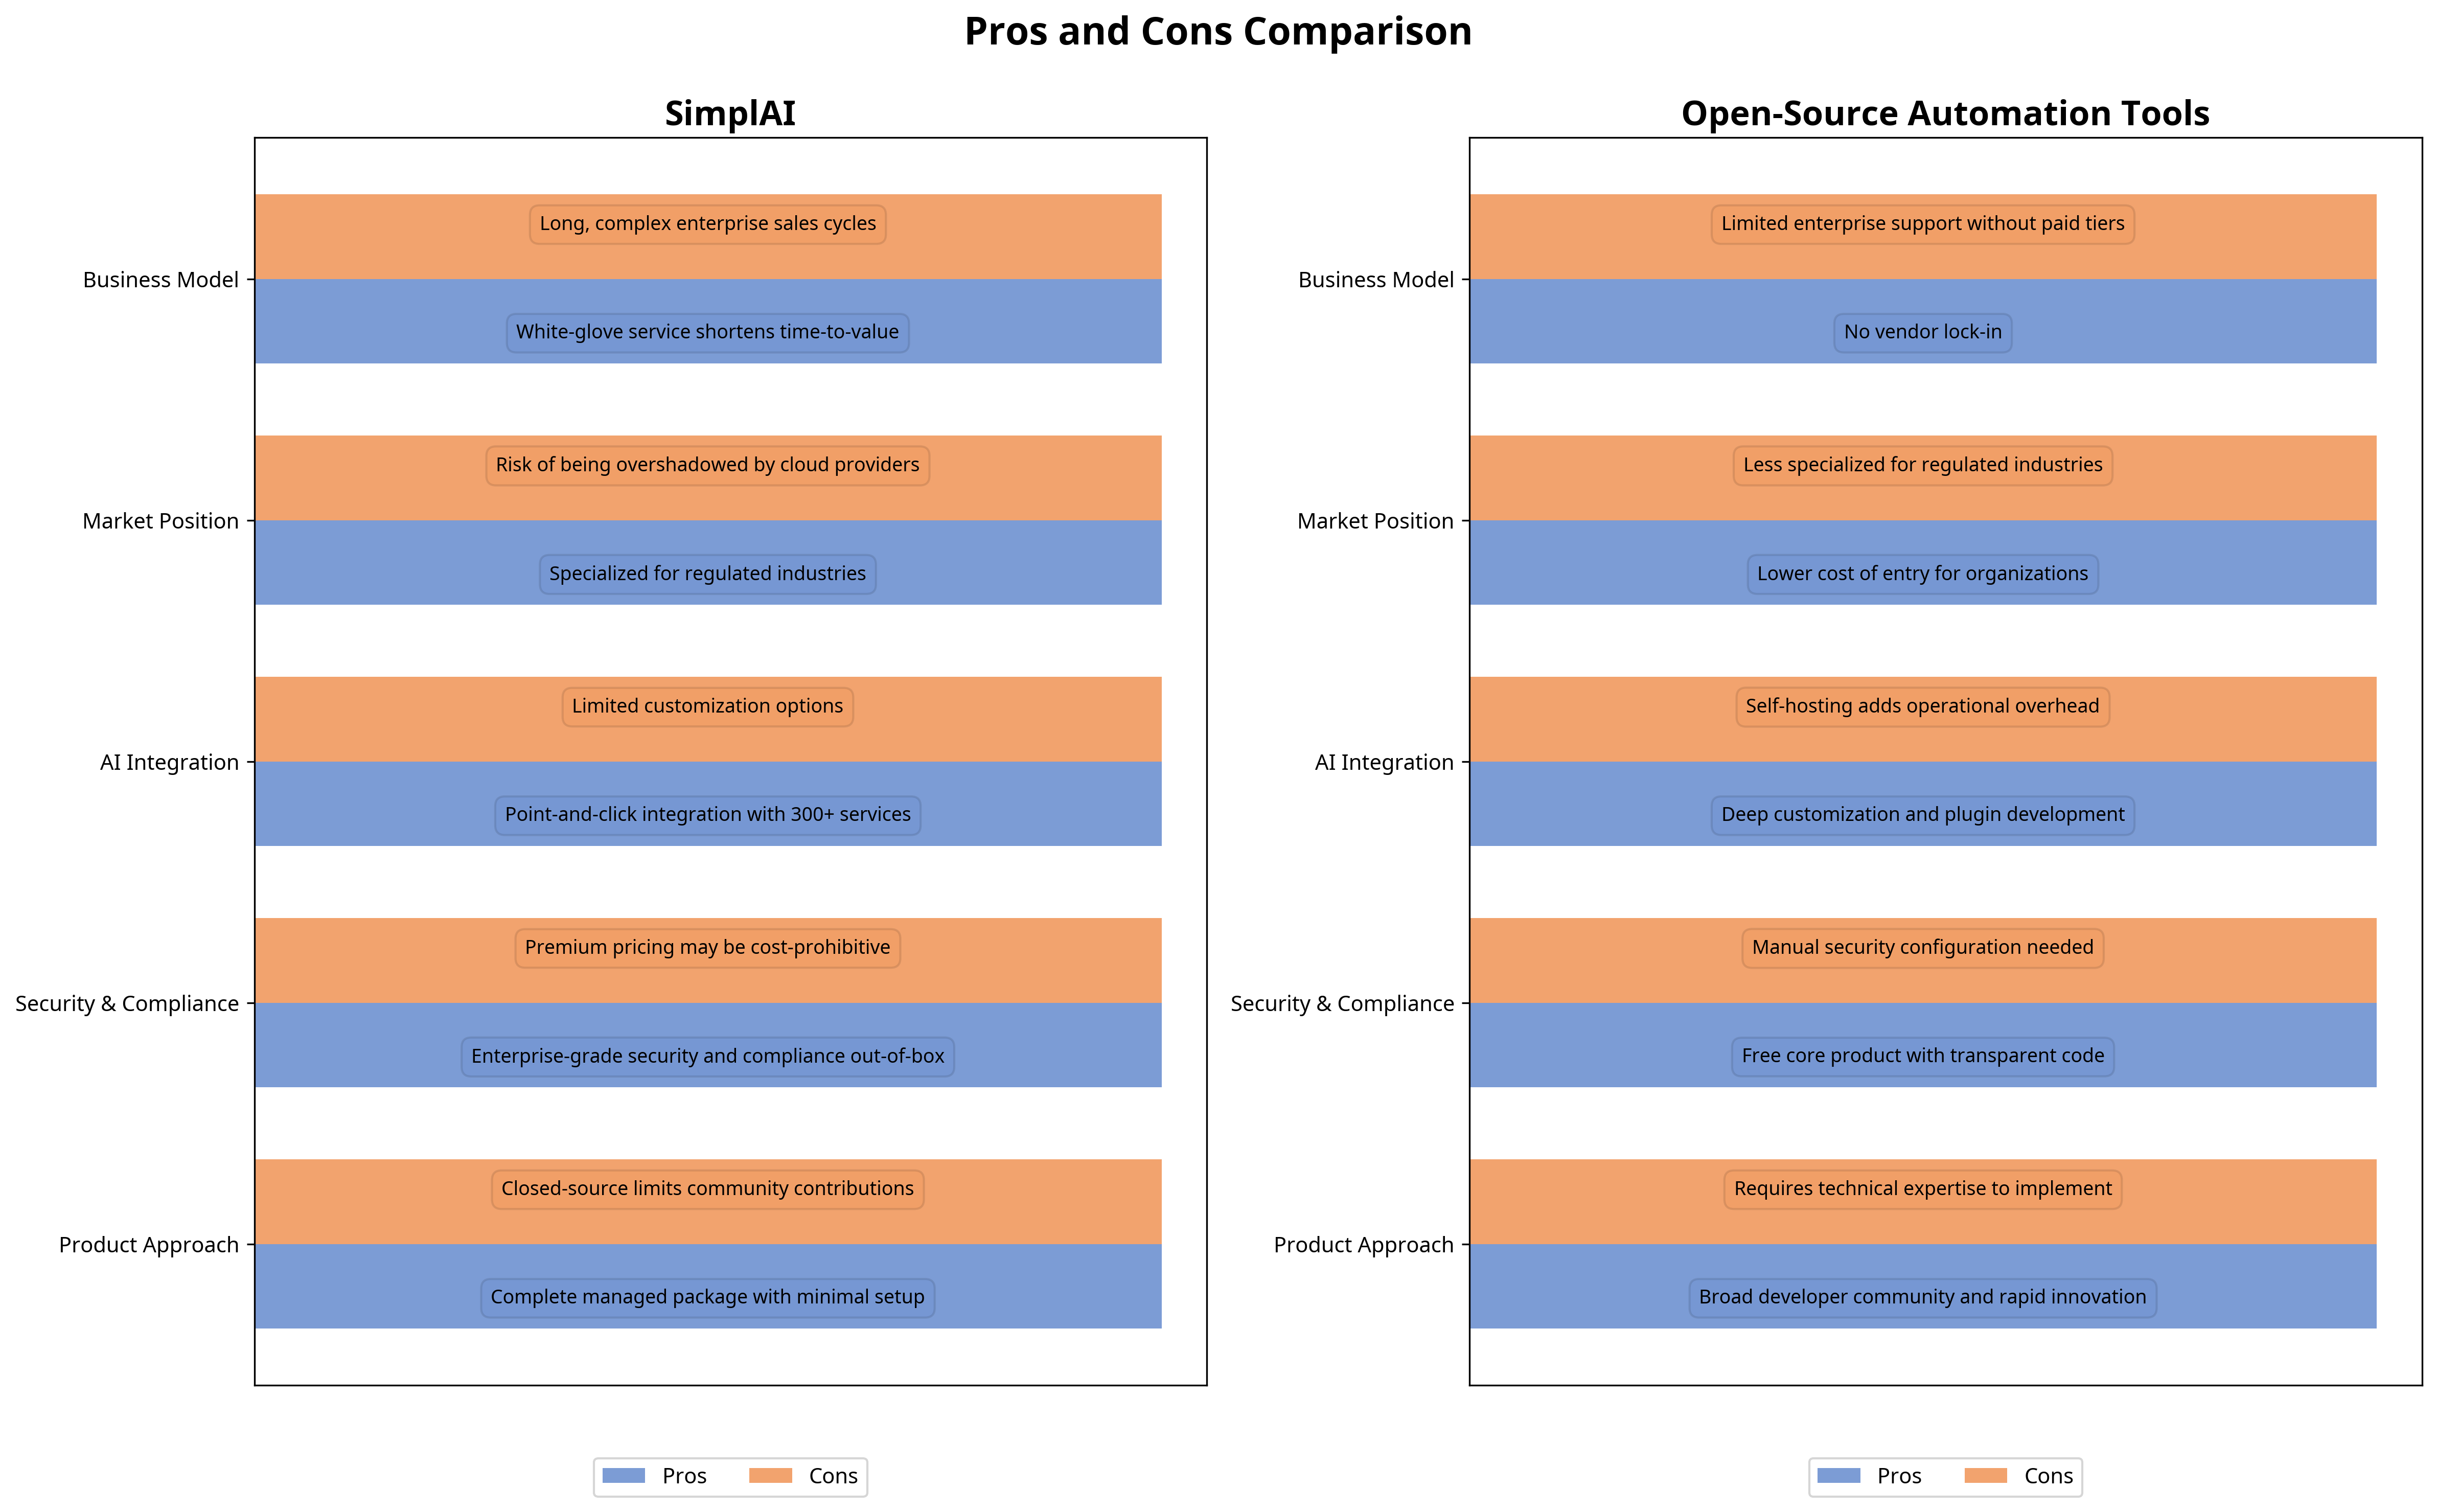 Pros and Cons Comparison
SimplAI
Business Model
Long, complex enterprise sales cycles
White-glove service shortens time-to-value
Market Position
Risk of being overshadowed by cloud providers
Specialized for regulated industries
AI Integration
Limited customization options
Point-and-click integration with 300+ services
Security & Compliance
Premium pricing may be cost-prohibitive
Enterprise-grade security and compliance out-of-box
Product Approach
Closed-source limits community contributions
Complete managed package with minimal setup
Pros
Cons
Open-Source Automation Tools
Business Model
Limited enterprise support without paid tiers
No vendor lock-in
Market Position
Less specialized for regulated industries
Lower cost of entry for organizations
AI Integration
Self-hosting adds operational overhead
Deep customization and plugin development
Security & Compliance
Manual security configuration needed
Free core product with transparent code
Product Approach
Requires technical expertise to implement
Broad developer community and rapid innovation
Pros
Cons